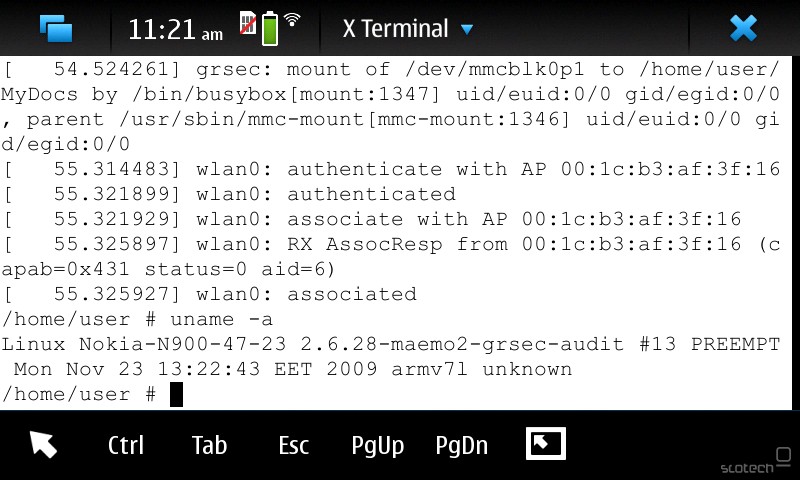 11:21 am X Terminal
[   54.524261] grsec: mount of /dev/mmcblk0p1 to /home/user/
MyDocs by /bin/busybox[mount:1347] uid/euid:0/0 gid/egid:0/0
, parent /usr/sbin/mmc-mount[mmc-mount:1346] uid/euid:0/0 gi
d/egid:0/0
[   55.314483] wlan0: authenticate with AP 00:1c:b3:af:3f:16
[   55.321899] wlan0: authenticated
[   55.321929] wlan0: associate with AP 00:1c:b3:af:3f:16
[   55.325897] wlan0: RX AssocResp from 00:1c:b3:af:3f:16 (c
apab=0x431 status=0 aid=6)
[   55.325927] wlan0: associated
/home/user # uname -a
Linux Nokia-N900-47-23 2.6.28-maemo2-grsec-audit #13 PREEMPT
 Mon Nov 23 13:22:43 EET 2009 armv7l unknown
/home/user #
Ctrl Tab Esc PgUp PgDn
scotech